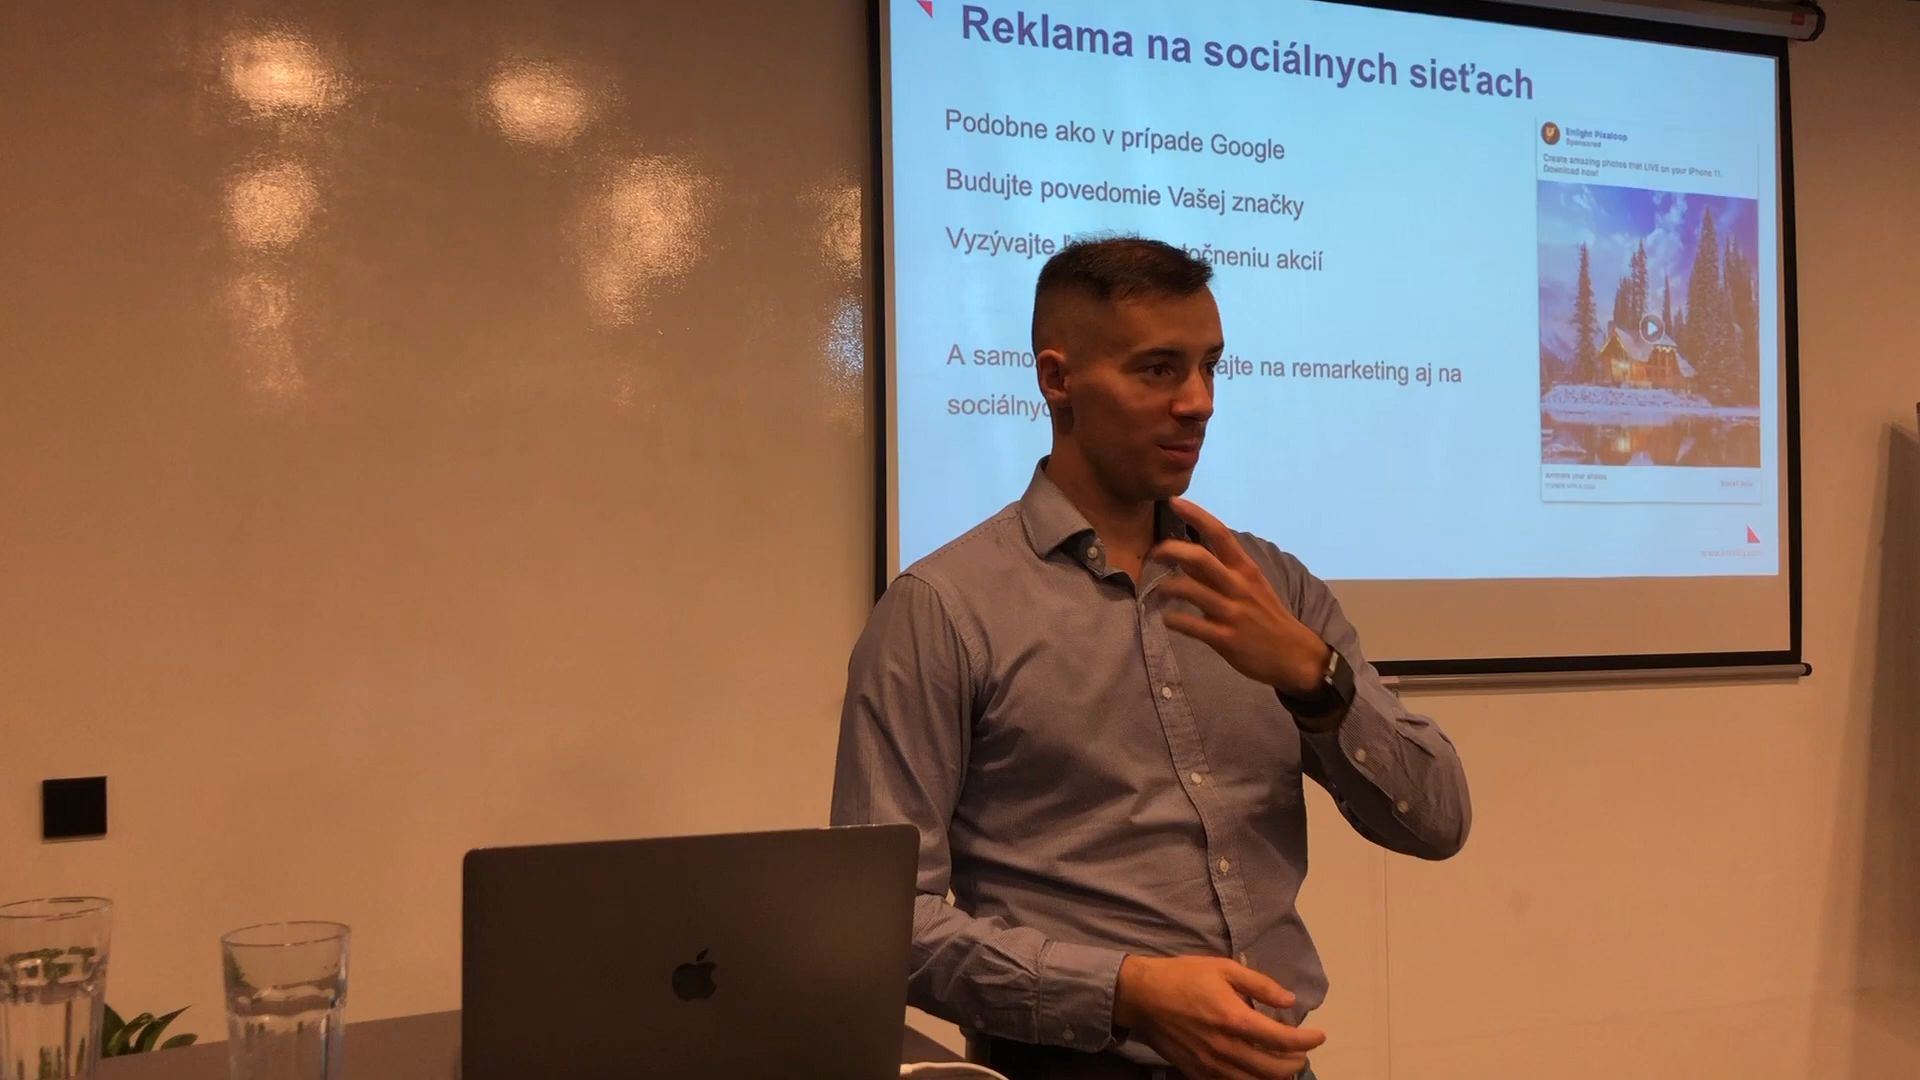 Reklama na sociálnych sieťach
Podobne ako v prípade Google
Budujte povedomie Vašej značky
Vyzývajte točneniu akcií
A samo ajte na remarketing aj na
sociálny
Enlight Pixaloop
Sponsored
Create amazing photos that LIVE on your iPhone 11.
Download now!